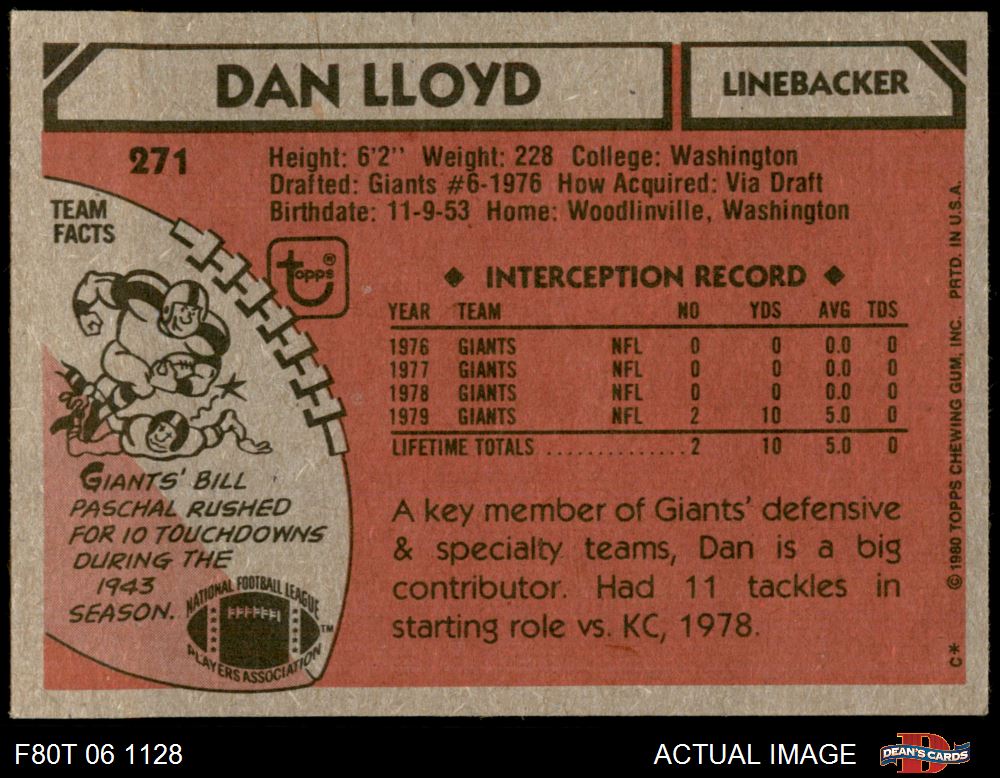 DAN LLOYD
LINEBACKER
271
Height: 6'2" Weight: 228 College: Washington
Drafted: Giants #6-1976 How Acquired: Via Draft
Birthdate: 11-9-53 Home: Woodlinville, Washington
TEAM
FACTS
topps®
◆ INTERCEPTION RECORD ◆
YEAR TEAM NO YDS AVG TDS
1976 GIANTS NFL 0 0 0.0 0
1977 GIANTS NFL 0 0 0.0 0
1978 GIANTS NFL 0 0 0.0 0
1979 GIANTS NFL 2 10 5.0 0
LIFETIME TOTALS .............. 2 10 5.0 0
GIANTS' BILL
PASCHAL RUSHED
FOR 10 TOUCHDOWNS
DURING THE
1943
SEASON.
NATIONAL FOOTBALL LEAGUE
PLAYERS ASSOCIATION
TM
A key member of Giants' defensive
& specialty teams, Dan is a big
contributor. Had 11 tackles in
starting role vs. KC, 1978.
C* © 1980 TOPPS CHEWING GUM, INC. PRTD. IN U.S.A.
F80T 06 1128
ACTUAL IMAGE
DEAN'S CARDS